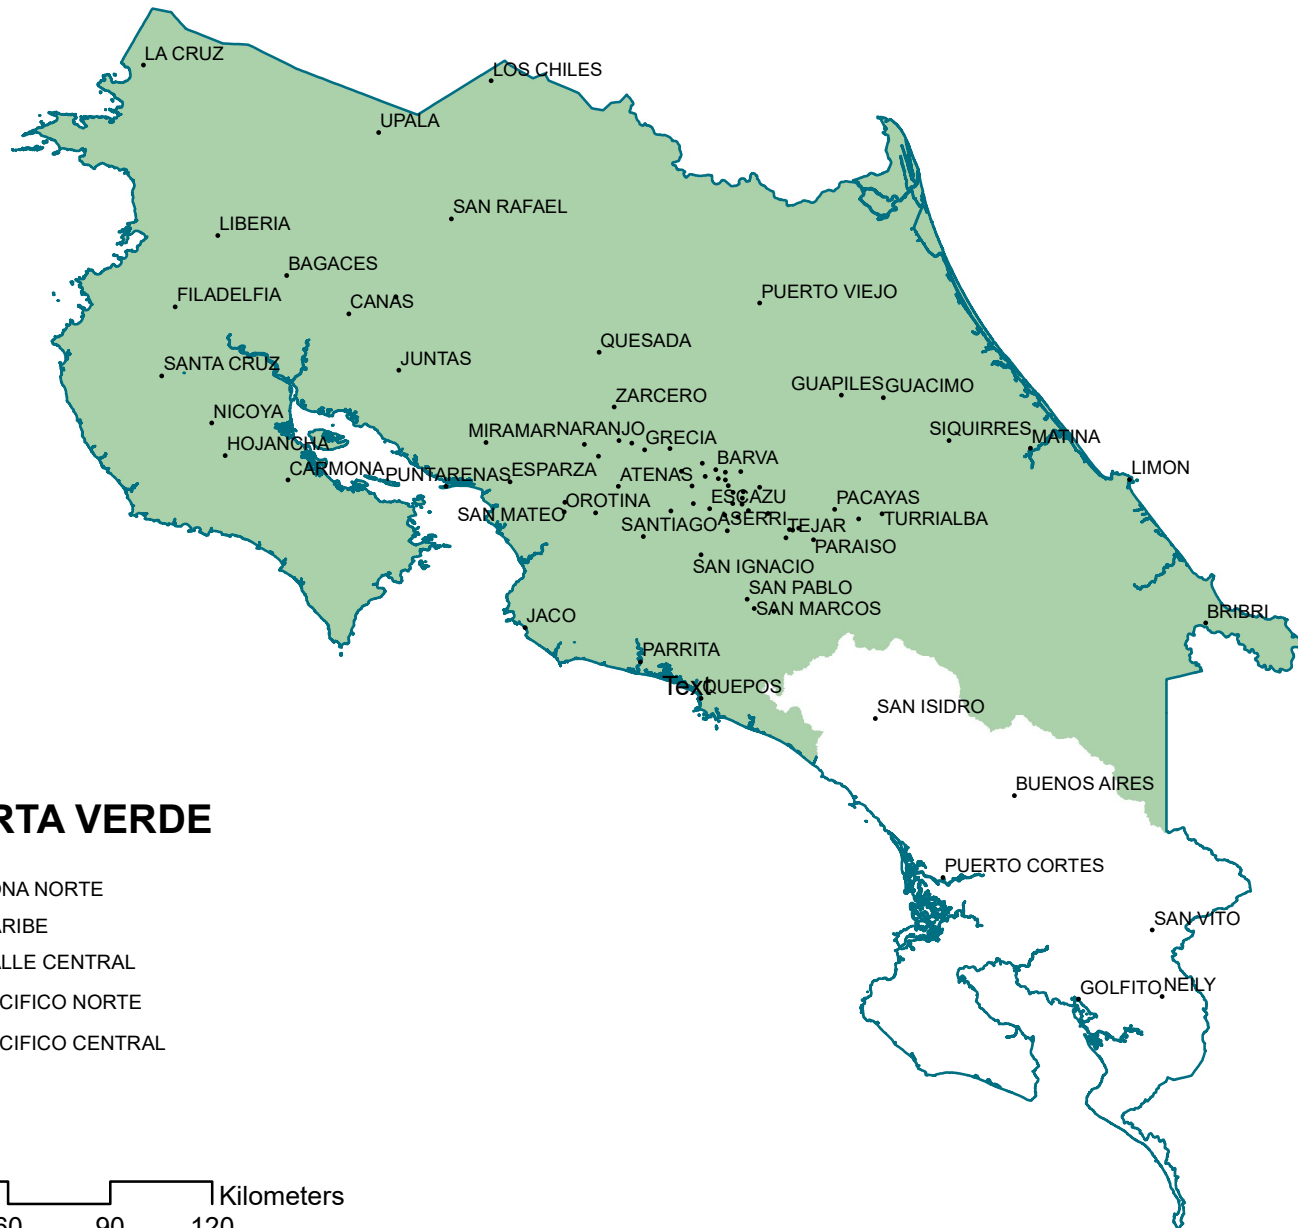 LA CRUZ
LOS CHILES
UPALA
SAN RAFAEL
LIBERIA
BAGACES
FILADELFIA
CANAS
PUERTO VIEJO
QUESADA
SANTA CRUZ
JUNTAS
GUAPILES
GUACIMO
ZARCERO
NICOYA
MIRAMAR
NARANJO
GRECIA
SIQUIRRES
MATINA
HOJANCHA
BARVA
CARMONA
PUNTARENAS
ESPARZA
ATENAS
LIMON
OROTINA
ESCAZU
PACAYAS
SAN MATEO
SANTIAGO
ASERRI
TEJAR
TURRIALBA
PARAISO
SAN IGNACIO
SAN PABLO
SAN MARCOS
JACO
BRIBRI
PARRITA
Text
QUEPOS
SAN ISIDRO
BUENOS AIRES
RTA VERDE
PUERTO CORTES
ONA NORTE
ARIBE
SAN VITO
ALLE CENTRAL
GOLFITO
NEILY
CIFICO NORTE
CIFICO CENTRAL
Kilometers
60 90 120